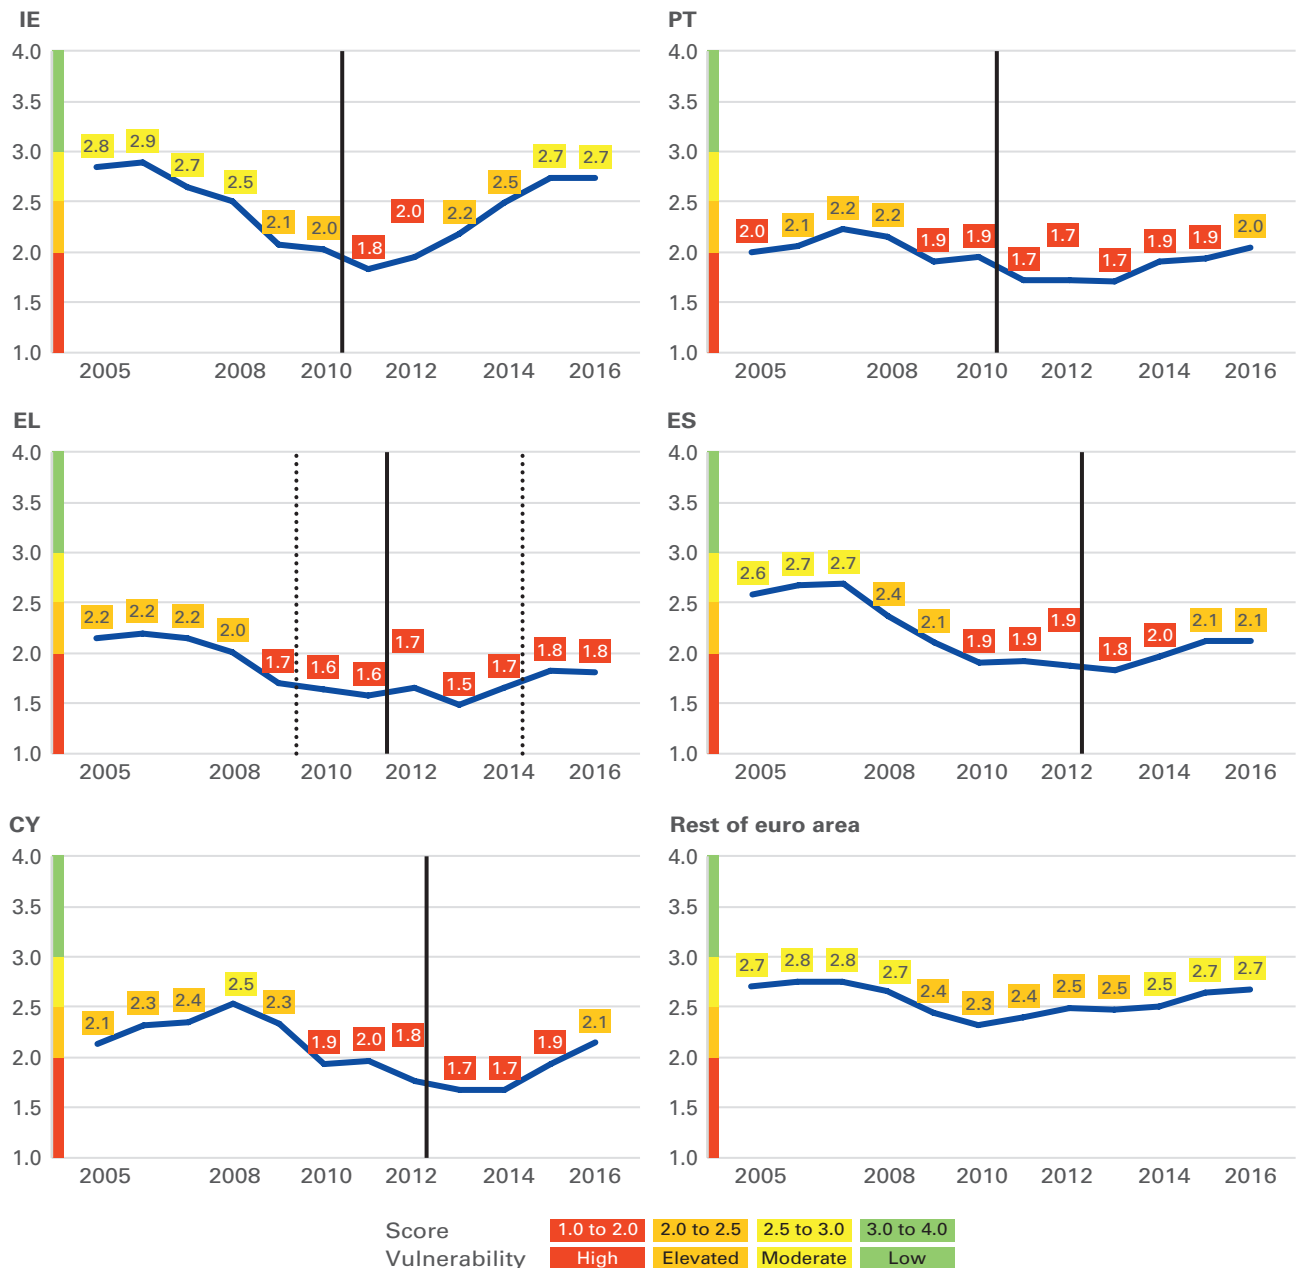 IE
4.0
3.5
3.0
2.5
2.0
1.5
1.0
2.8 2.9 2.7 2.5 2.1 2.0 1.8 2.0 2.2 2.5 2.7 2.7
2005 2008 2010 2012 2014 2016
PT
4.0
3.5
3.0
2.5
2.0
1.5
1.0
2.0 2.1 2.2 2.2 1.9 1.9 1.7 1.7 1.7 1.9 1.9 2.0
2005 2008 2010 2012 2014 2016
EL
4.0
3.5
3.0
2.5
2.0
1.5
1.0
2.2 2.2 2.2 2.0 1.7 1.6 1.6 1.7 1.5 1.7 1.8 1.8
2005 2008 2010 2012 2014 2016
ES
4.0
3.5
3.0
2.5
2.0
1.5
1.0
2.6 2.7 2.7 2.4 2.1 1.9 1.9 1.9 1.8 2.0 2.1 2.1
2005 2008 2010 2012 2014 2016
CY
4.0
3.5
3.0
2.5
2.0
1.5
1.0
2.1 2.3 2.4 2.5 2.3 1.9 2.0 1.8 1.7 1.7 1.9 2.1
2005 2008 2010 2012 2014 2016
Rest of euro area
4.0
3.5
3.0
2.5
2.0
1.5
1.0
2.7 2.8 2.8 2.7 2.4 2.3 2.4 2.5 2.5 2.5 2.7 2.7
2005 2008 2010 2012 2014 2016
Score 1.0 to 2.0 2.0 to 2.5 2.5 to 3.0 3.0 to 4.0
Vulnerability High Elevated Moderate Low